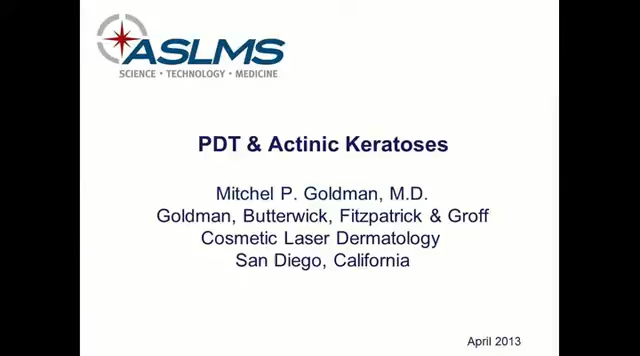 ASLMS
SCIENCE • TECHNOLOGY • MEDICINE
PDT & Actinic Keratoses
Mitchel P. Goldman, M.D.
Goldman, Butterwick, Fitzpatrick & Groff
Cosmetic Laser Dermatology
San Diego, California
April 2013